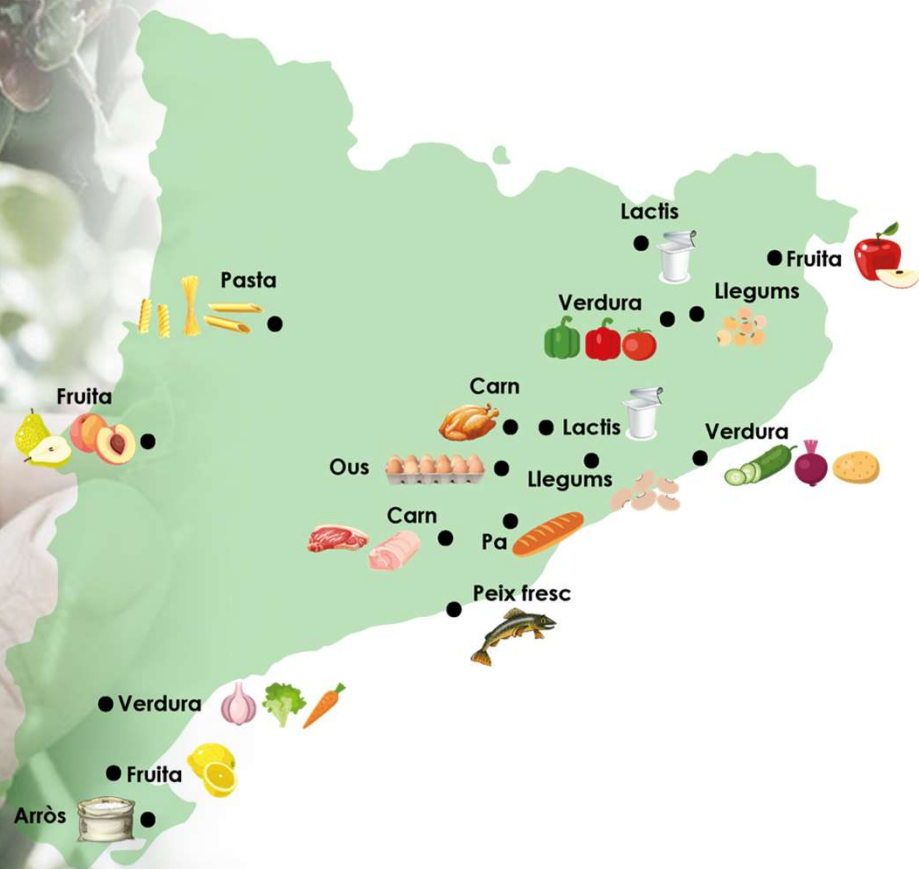 Lactis
Fruita
Pasta
Llegums
Verdura
Carn
Fruita
Lactis
Verdura
Ous
Llegums
Carn
Pa
Peix fresc
Verdura
Fruita
Arròs